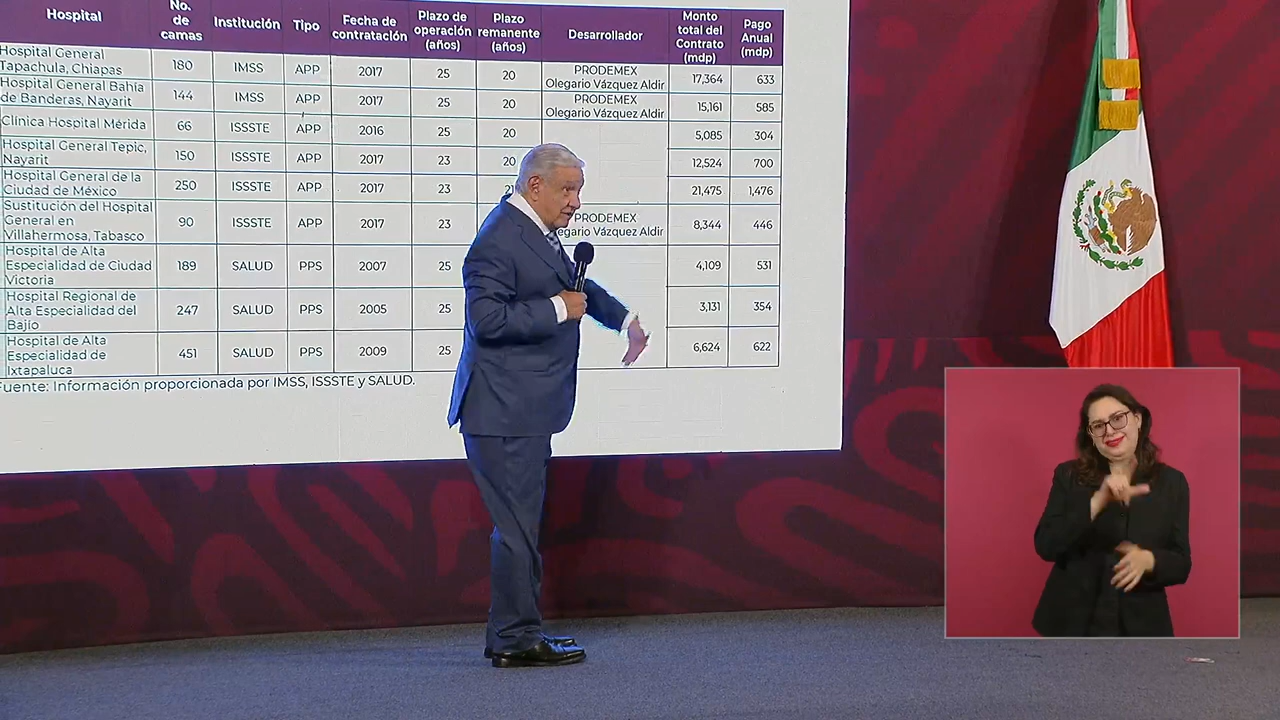 Hospital
No. de camas
Institución
Tipo
Fecha de contratación
Plazo de operación (años)
Plazo remanente (años)
Desarrollador
Monto total del Contrato (mdp)
Pago Anual (mdp)
Hospital General Tapachula, Chiapas 180 IMSS APP 2017 25 20 PRODEMEX Olegario Vázquez Aldir 17,364 633
Hospital General Bahía de Banderas, Nayarit 144 IMSS APP 2017 25 20 PRODEMEX Olegario Vázquez Aldir 15,161 585
Clínica Hospital Mérida 66 ISSSTE APP 2016 25 20 5,085 304
Hospital General Tepic, Nayarit 150 ISSSTE APP 2017 23 20 12,524 700
Hospital General de la Ciudad de México 250 ISSSTE APP 2017 23 21,475 1,476
Sustitución del Hospital General en Villahermosa, Tabasco 90 ISSSTE APP 2017 23 PRODEMEX Vázquez Aldir 8,344 446
Hospital de Alta Especialidad de Ciudad Victoria 189 SALUD PPS 2007 25 4,109 531
Hospital Regional de Alta Especialidad del Bajío 247 SALUD PPS 2005 25 3,131 354
Hospital de Alta Especialidad de Ixtapaluca 451 SALUD PPS 2009 25 6,624 622
Fuente: Información proporcionada por IMSS, ISSSTE y SALUD.